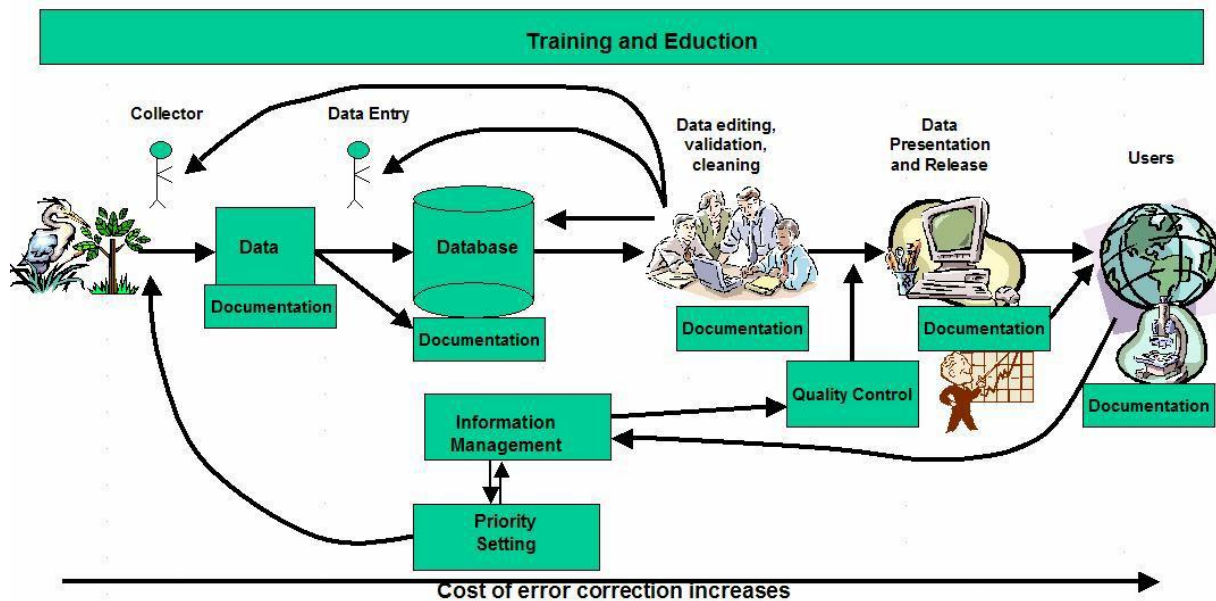 Training and Eduction
Collector
Data Entry
Data editing,
validation,
cleaning
Data
Presentation
and Release
Users
Data
Documentation
Database
Documentation
Documentation
Documentation
Documentation
Quality Control
Information
Management
Priority
Setting
Cost of error correction increases